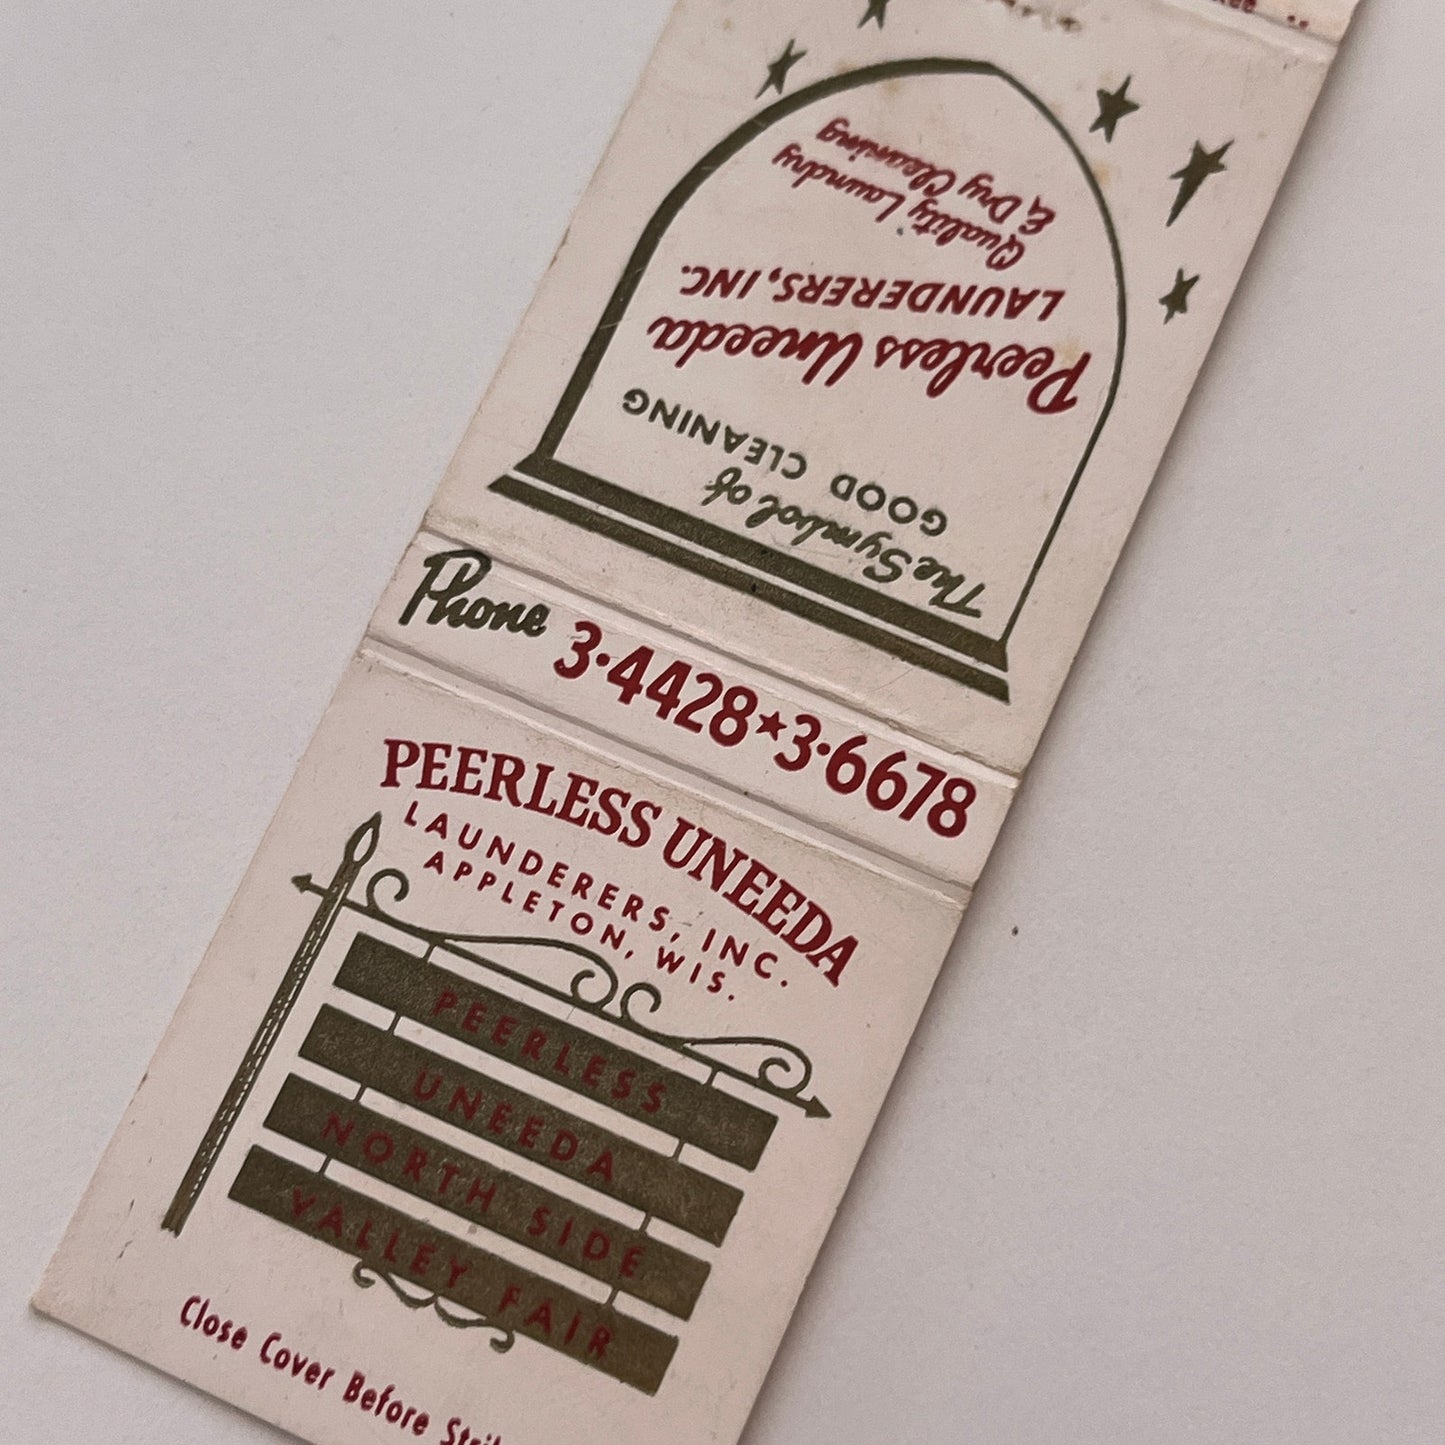 The Symbol of
GOOD CLEANING
Peerless Uneeda
LAUNDERERS, INC.
Quality Laundry
& Dry Cleaning
Phone 3·4428★3·6678
PEERLESS UNEEDA
LAUNDERERS, INC.
APPLETON, WIS.
PEERLESS
UNEEDA
NORTH SIDE
VALLEY FAIR
Close Cover Before